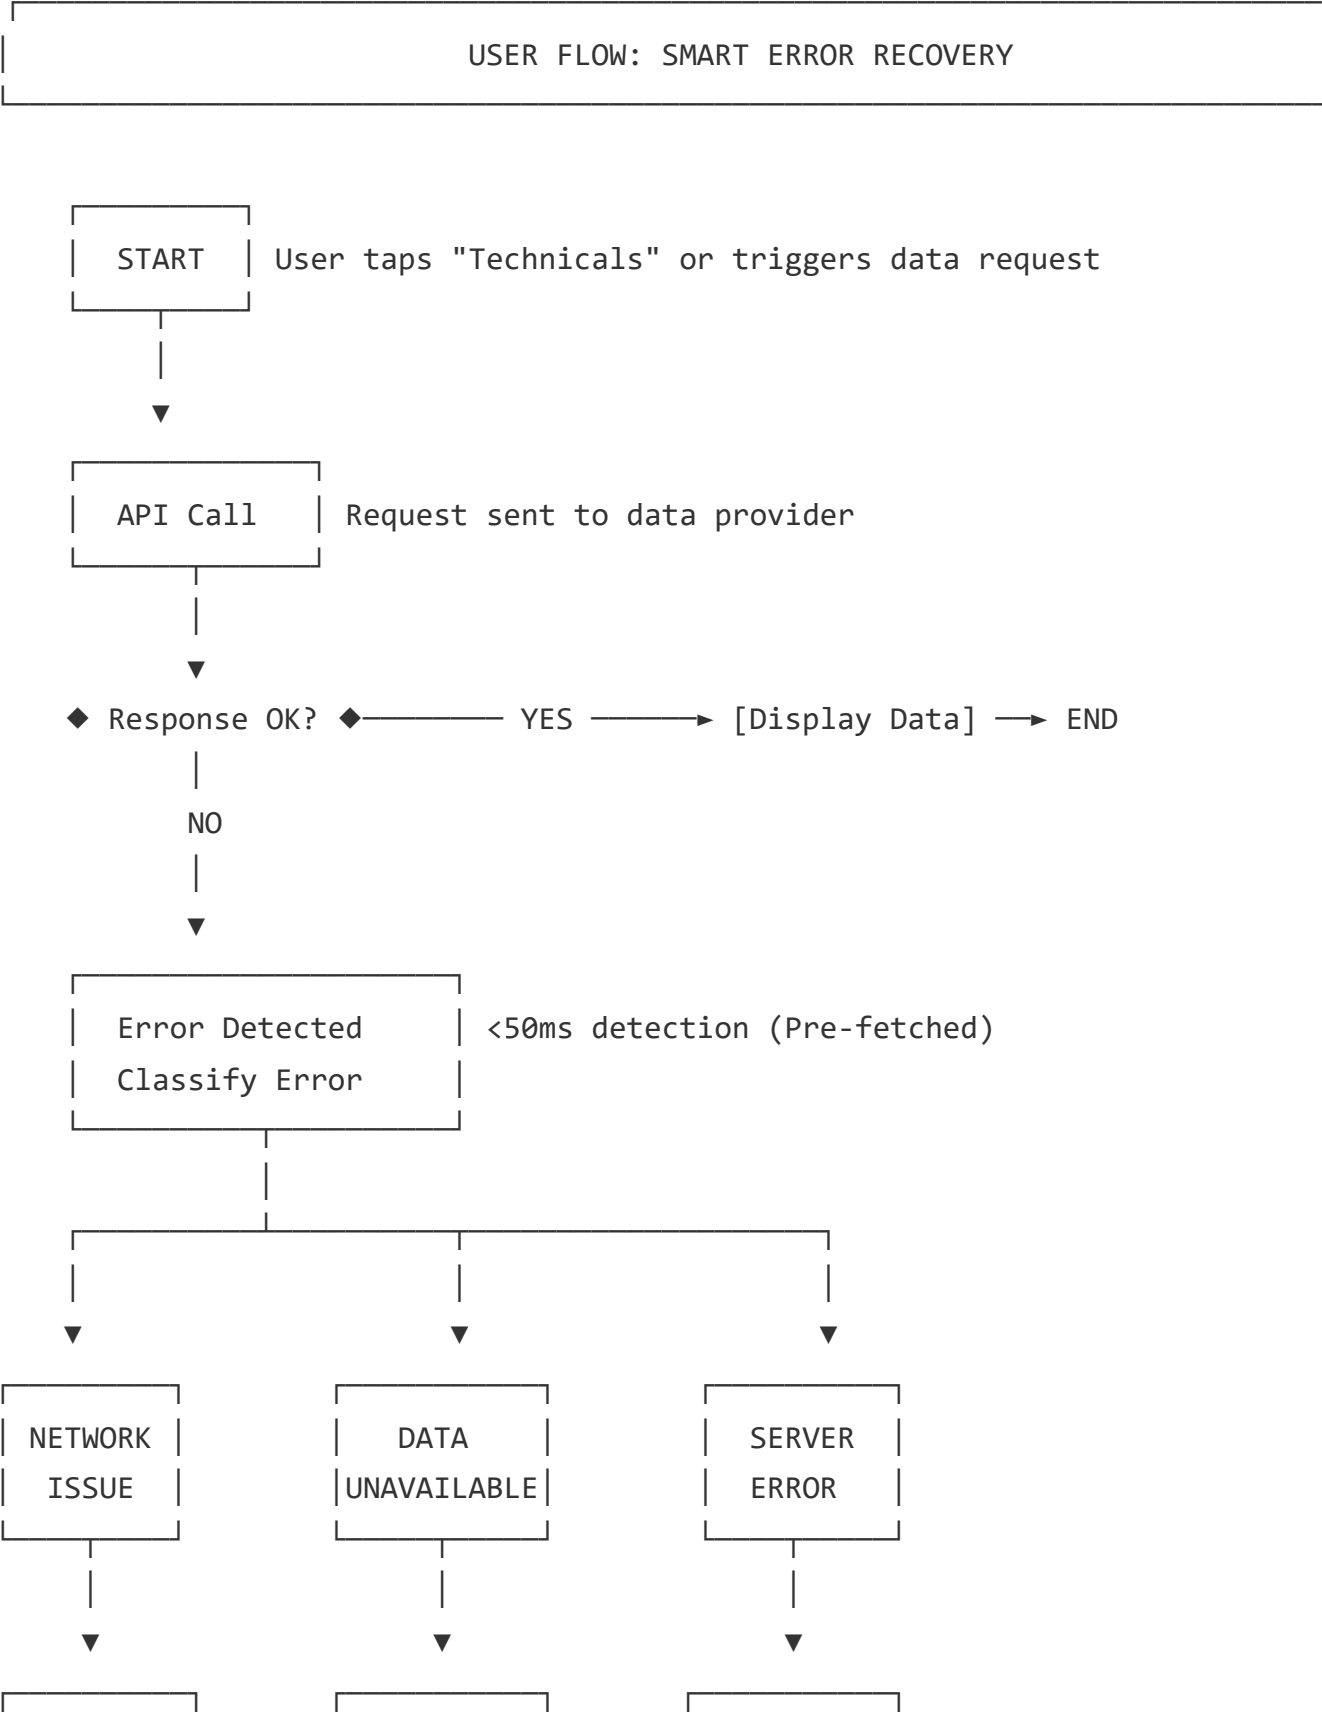 USER FLOW: SMART ERROR RECOVERY
START User taps "Technicals" or triggers data request
API Call Request sent to data provider
Response OK? YES [Display Data] END
NO
Error Detected <50ms detection (Pre-fetched)
Classify Error
NETWORK DATA SERVER
ISSUE UNAVAILABLE ERROR